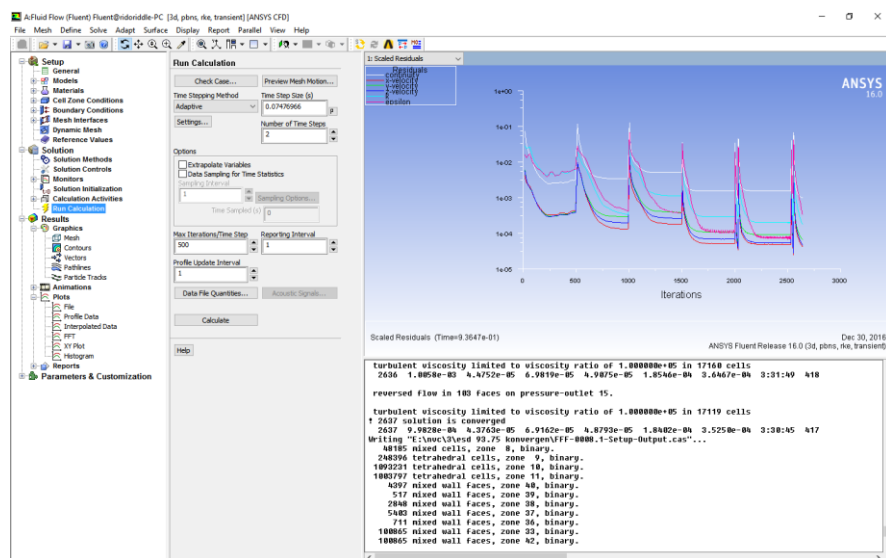 A:Fluid Flow (Fluent) Fluent@ridoriddle-PC [3d, pbns, rke, transient] [ANSYS CFD]
File Mesh Define Solve Adapt Surface Display Report Parallel View Help
Setup
General
Models
Materials
Cell Zone Conditions
Boundary Conditions
Mesh Interfaces
Dynamic Mesh
Reference Values
Solution
Solution Methods
Solution Controls
Monitors
Solution Initialization
Calculation Activities
Run Calculation
Results
Graphics
Mesh
Contours
Vectors
Pathlines
Particle Tracks
Animations
Plots
File
Profile Data
Interpolated Data
FFT
XY Plot
Histogram
Reports
Parameters & Customization
Run Calculation
Check Case... Preview Mesh Motion...
Time Stepping Method Time Step Size (s)
Adaptive 0.07476966
Settings... Number of Time Steps
2
Options
Extrapolate Variables
Data Sampling for Time Statistics
Sampling Interval
1 Sampling Options...
Time Sampled (s) 0
Max Iterations/Time Step Reporting Interval
500 1
Profile Update Interval
1
Data File Quantities... Acoustic Signals...
Calculate
Help
1: Scaled Residuals
Residuals
continuity
x-velocity
y-velocity
z-velocity
k
epsilon
ANSYS
16.0
1e+00
1e-01
1e-02
1e-03
1e-04
1e-05
0 500 1000 1500 2000 2500 3000
Iterations
Scaled Residuals (Time=9.3647e-01) Dec 30, 2016
ANSYS Fluent Release 16.0 (3d, pbns, rke, transient)
turbulent viscosity limited to viscosity ratio of 1.000000e+05 in 17160 cells
2636 1.0058e-03 4.4752e-05 6.9819e-05 4.9075e-05 1.8546e-04 3.6467e-04 3:31:49 418
reversed flow in 103 faces on pressure-outlet 15.
turbulent viscosity limited to viscosity ratio of 1.000000e+05 in 17119 cells
! 2637 solution is converged
2637 9.9828e-04 4.3763e-05 6.9162e-05 4.8793e-05 1.8402e-04 3.5250e-04 3:30:45 417
Writing "E:\nvc\3\esd 93.75 konvergen\FFF-0008.1-Setup-Output.cas"...
48185 mixed cells, zone 8, binary.
248396 tetrahedral cells, zone 9, binary.
1093231 tetrahedral cells, zone 10, binary.
1003797 tetrahedral cells, zone 11, binary.
4397 mixed wall faces, zone 40, binary.
517 mixed wall faces, zone 39, binary.
2848 mixed wall faces, zone 38, binary.
5403 mixed wall faces, zone 37, binary.
711 mixed wall faces, zone 36, binary.
100865 mixed wall faces, zone 33, binary.
100865 mixed wall faces, zone 42, binary.